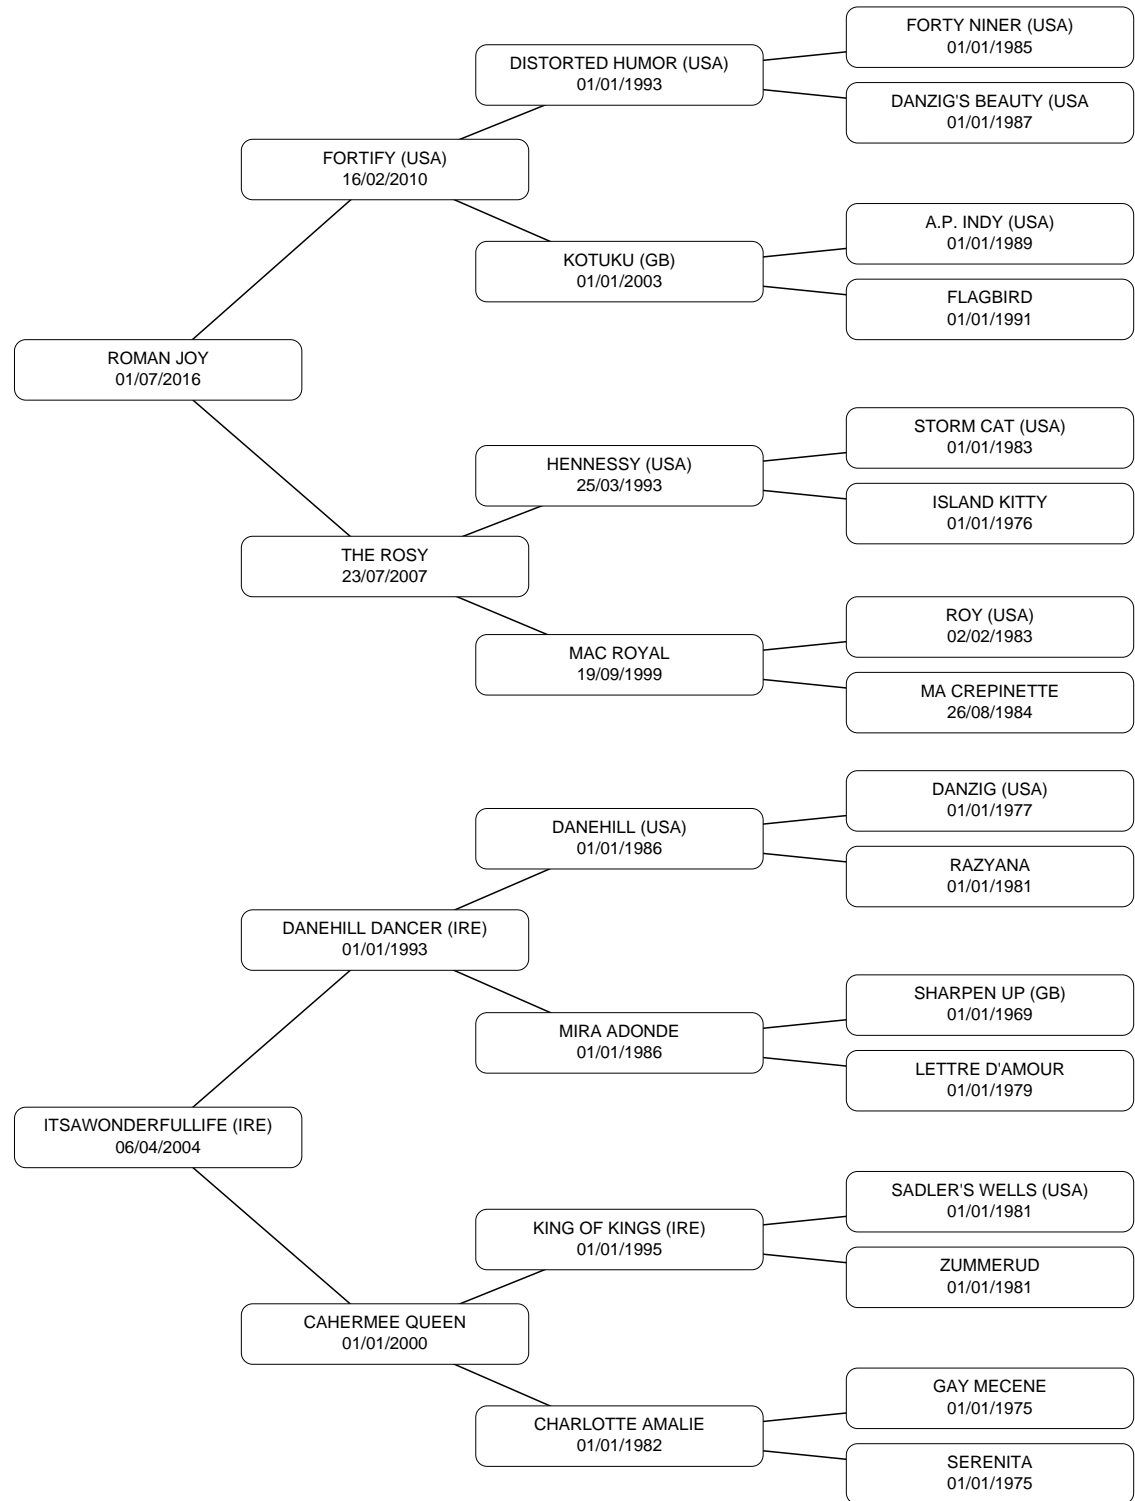 FORTY NINER (USA)
01/01/1985
DISTORTED HUMOR (USA)
01/01/1993
DANZIG'S BEAUTY (USA
01/01/1987
FORTIFY (USA)
16/02/2010
A.P. INDY (USA)
01/01/1989
KOTUKU (GB)
01/01/2003
FLAGBIRD
01/01/1991
ROMAN JOY
01/07/2016
STORM CAT (USA)
01/01/1983
HENNESSY (USA)
25/03/1993
ISLAND KITTY
01/01/1976
THE ROSY
23/07/2007
ROY (USA)
02/02/1983
MAC ROYAL
19/09/1999
MA CREPINETTE
26/08/1984
DANZIG (USA)
01/01/1977
DANEHILL (USA)
01/01/1986
RAZYANA
01/01/1981
DANEHILL DANCER (IRE)
01/01/1993
SHARPEN UP (GB)
01/01/1969
MIRA ADONDE
01/01/1986
LETTRE D'AMOUR
01/01/1979
ITSAWONDERFULLIFE (IRE)
06/04/2004
SADLER'S WELLS (USA)
01/01/1981
KING OF KINGS (IRE)
01/01/1995
ZUMMERUD
01/01/1981
CAHERMEE QUEEN
01/01/2000
GAY MECENE
01/01/1975
CHARLOTTE AMALIE
01/01/1982
SERENITA
01/01/1975